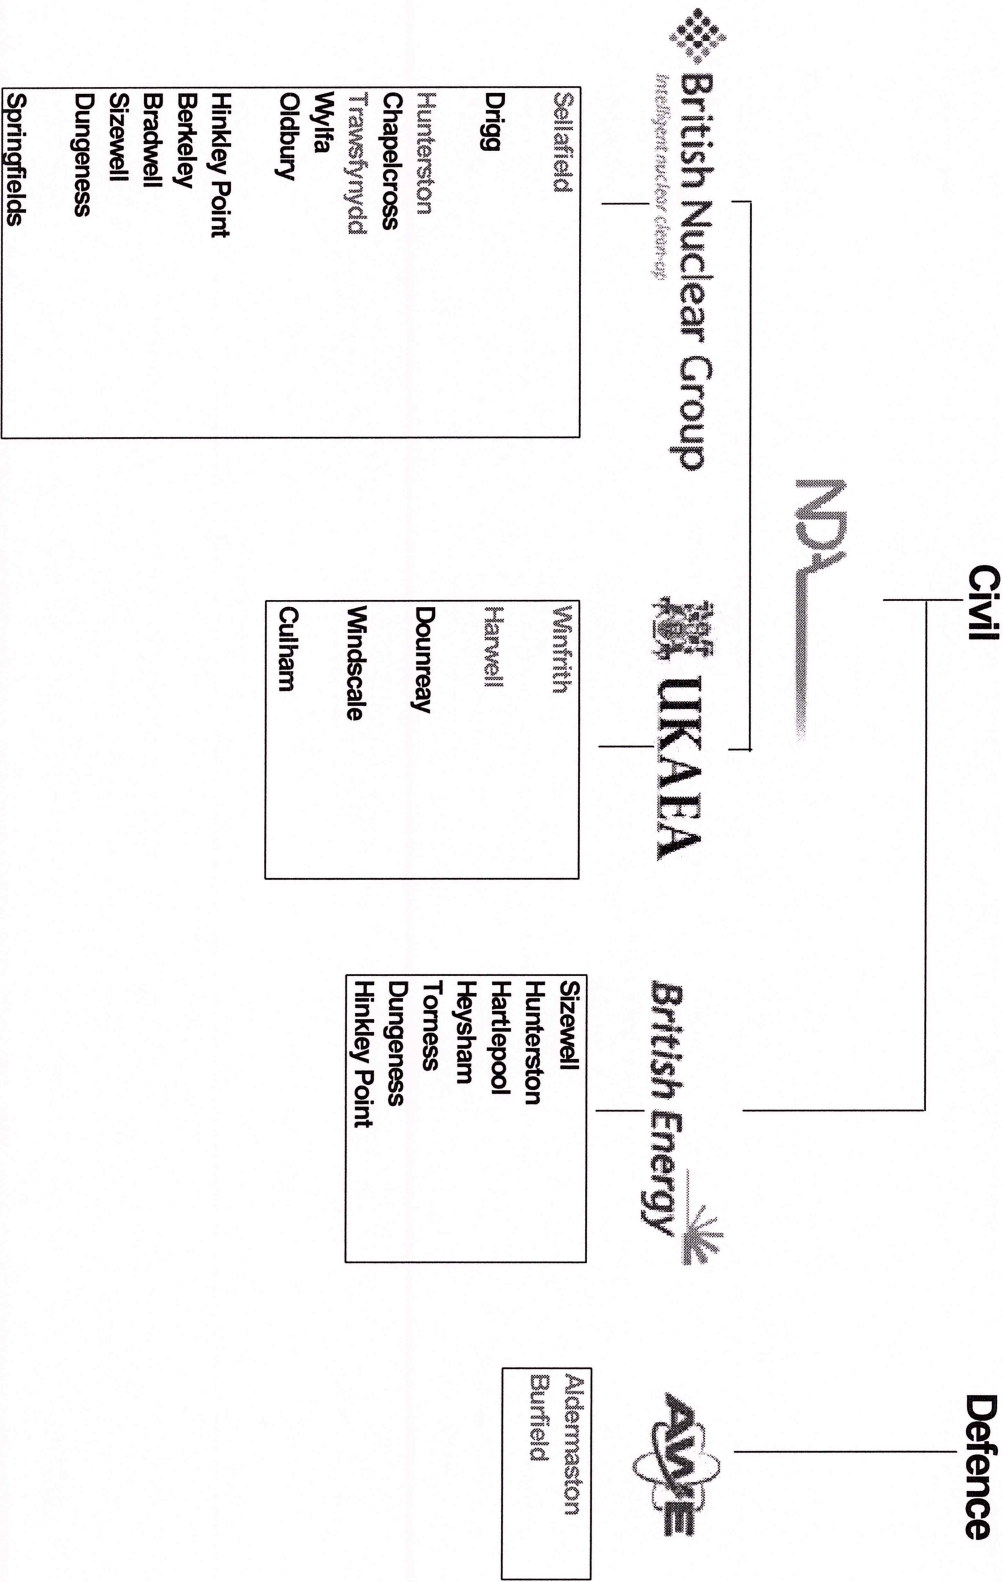 Civil
Defence
NDA
British Nuclear Group
Intelligent nuclear clean-up
UKAEA
British Energy
AWE
Sellafield
Drigg
Hunterston
Chapelcross
Trawsfynydd
Wylfa
Oldbury
Hinkley Point
Berkeley
Bradwell
Sizewell
Dungeness
Springfields
Winfrith
Harwell
Dounreay
Windscale
Culham
Sizewell
Hunterston
Hartlepool
Heysham
Torness
Dungeness
Hinkley Point
Aldermaston
Burfield